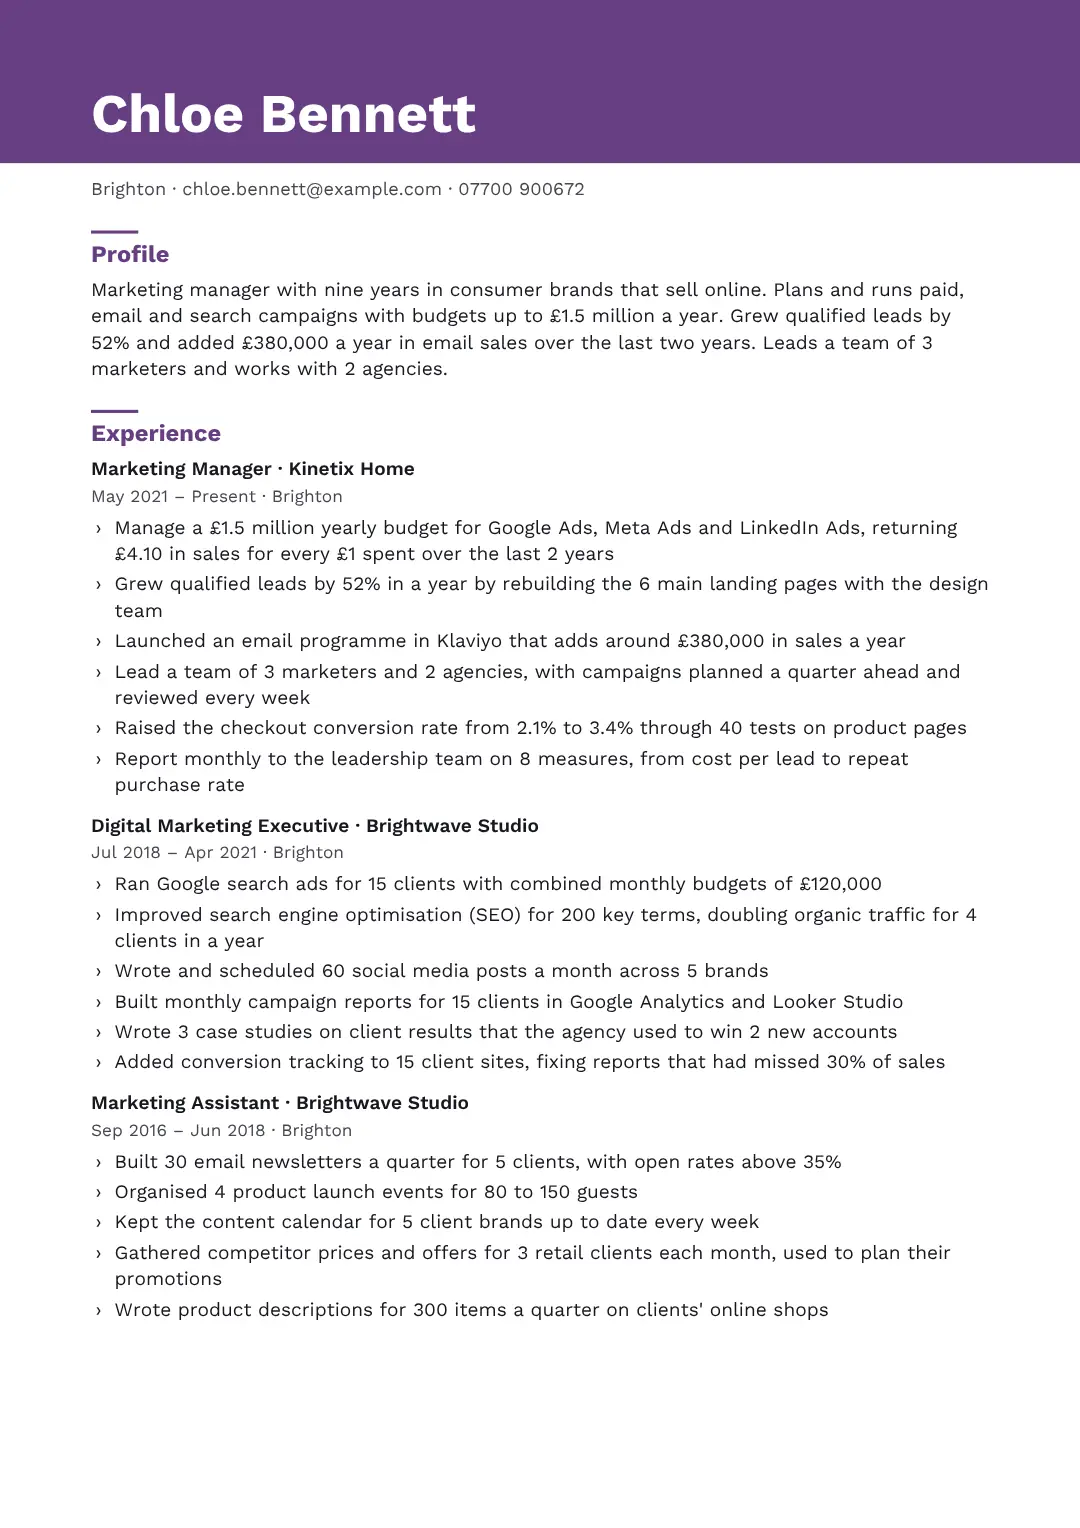 Chloe Bennett
Brighton · chloe.bennett@example.com · 07700 900672
Profile
Marketing manager with nine years in consumer brands that sell online. Plans and runs paid,
email and search campaigns with budgets up to £1.5 million a year. Grew qualified leads by
52% and added £380,000 a year in email sales over the last two years. Leads a team of 3
marketers and works with 2 agencies.
Experience
Marketing Manager · Kinetix Home
May 2021 – Present · Brighton
› Manage a £1.5 million yearly budget for Google Ads, Meta Ads and LinkedIn Ads, returning
£4.10 in sales for every £1 spent over the last 2 years
› Grew qualified leads by 52% in a year by rebuilding the 6 main landing pages with the design
team
› Launched an email programme in Klaviyo that adds around £380,000 in sales a year
› Lead a team of 3 marketers and 2 agencies, with campaigns planned a quarter ahead and
reviewed every week
› Raised the checkout conversion rate from 2.1% to 3.4% through 40 tests on product pages
› Report monthly to the leadership team on 8 measures, from cost per lead to repeat
purchase rate
Digital Marketing Executive · Brightwave Studio
Jul 2018 – Apr 2021 · Brighton
› Ran Google search ads for 15 clients with combined monthly budgets of £120,000
› Improved search engine optimisation (SEO) for 200 key terms, doubling organic traffic for 4
clients in a year
› Wrote and scheduled 60 social media posts a month across 5 brands
› Built monthly campaign reports for 15 clients in Google Analytics and Looker Studio
› Wrote 3 case studies on client results that the agency used to win 2 new accounts
› Added conversion tracking to 15 client sites, fixing reports that had missed 30% of sales
Marketing Assistant · Brightwave Studio
Sep 2016 – Jun 2018 · Brighton
› Built 30 email newsletters a quarter for 5 clients, with open rates above 35%
› Organised 4 product launch events for 80 to 150 guests
› Kept the content calendar for 5 client brands up to date every week
› Gathered competitor prices and offers for 3 retail clients each month, used to plan their
promotions
› Wrote product descriptions for 300 items a quarter on clients' online shops